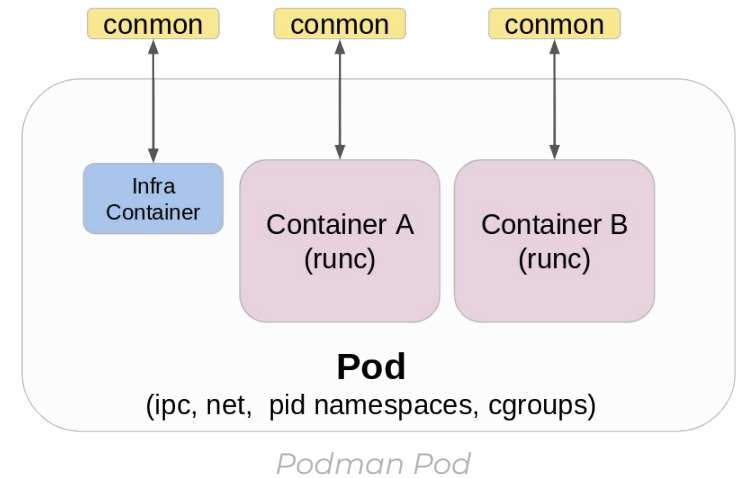 conmon
conmon
conmon
Infra
Container
Container A
(runc)
Container B
(runc)
Pod
(ipc, net, pid namespaces, cgroups)
Podman Pod